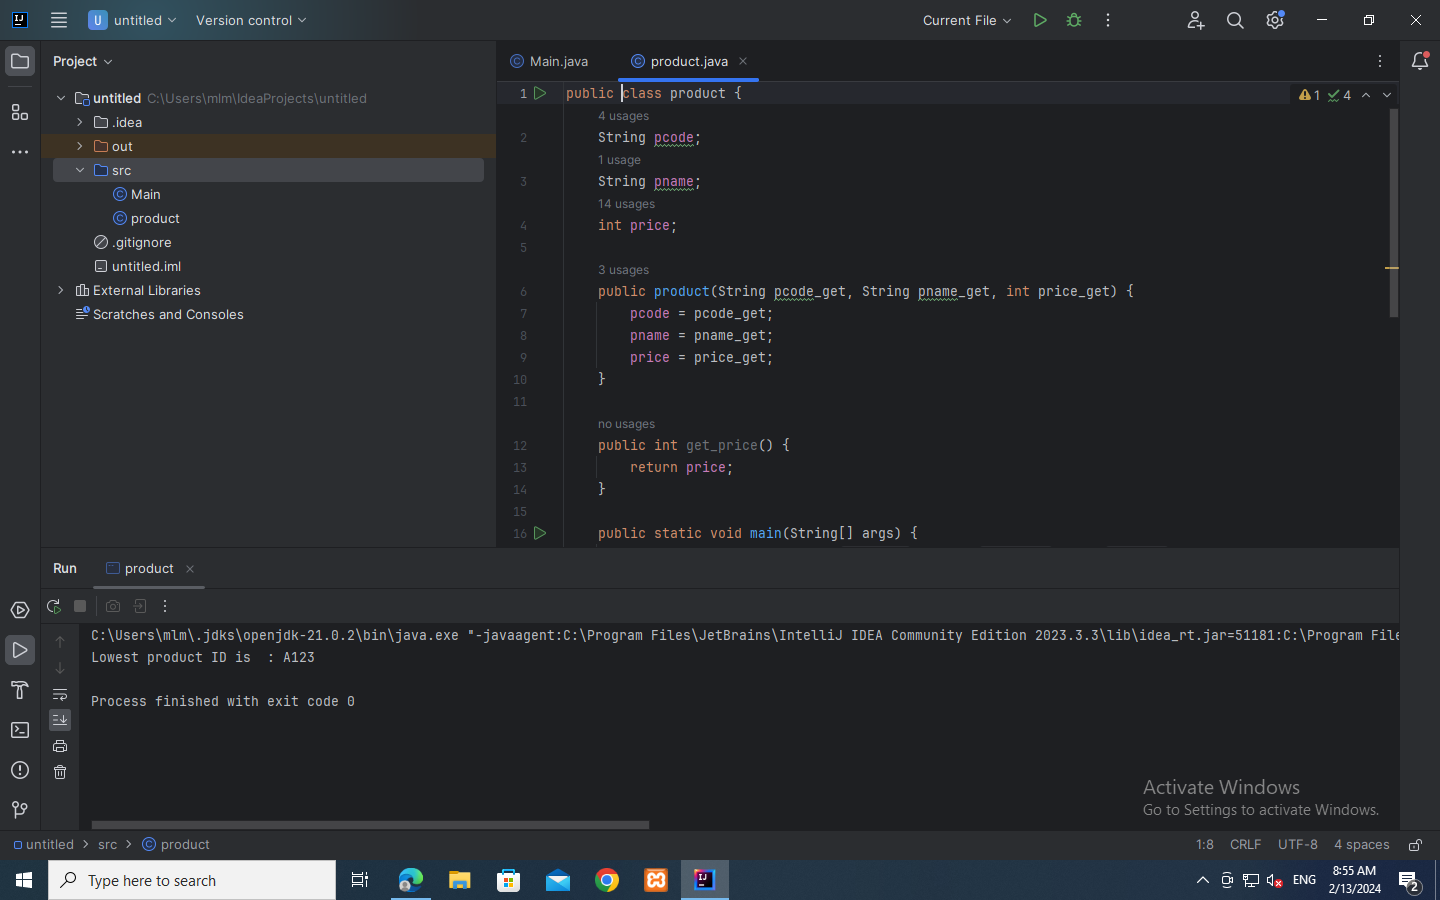 U untitled
Version control
Current File
Project
Main.java
product.java
untitled C:\Users\mlm\IdeaProjects\untitled
.idea
out
src
Main
product
.gitignore
untitled.iml
External Libraries
Scratches and Consoles
1 public class product {
1 4
4 usages
2 String pcode;
1 usage
3 String pname;
14 usages
4 int price;
5
3 usages
6 public product(String pcode_get, String pname_get, int price_get) {
7 pcode = pcode_get;
8 pname = pname_get;
9 price = price_get;
10 }
11
no usages
12 public int get_price() {
13 return price;
14 }
15
16 public static void main(String[] args) {
Run
product
C:\Users\mlm\.jdks\openjdk-21.0.2\bin\java.exe "-javaagent:C:\Program Files\JetBrains\IntelliJ IDEA Community Edition 2023.3.3\lib\idea_rt.jar=51181:C:\Program File
Lowest product ID is  : A123
Process finished with exit code 0
Activate Windows
Go to Settings to activate Windows.
untitled > src > product
1:8 CRLF UTF-8 4 spaces
Type here to search
ENG
8:55 AM
2/13/2024
2